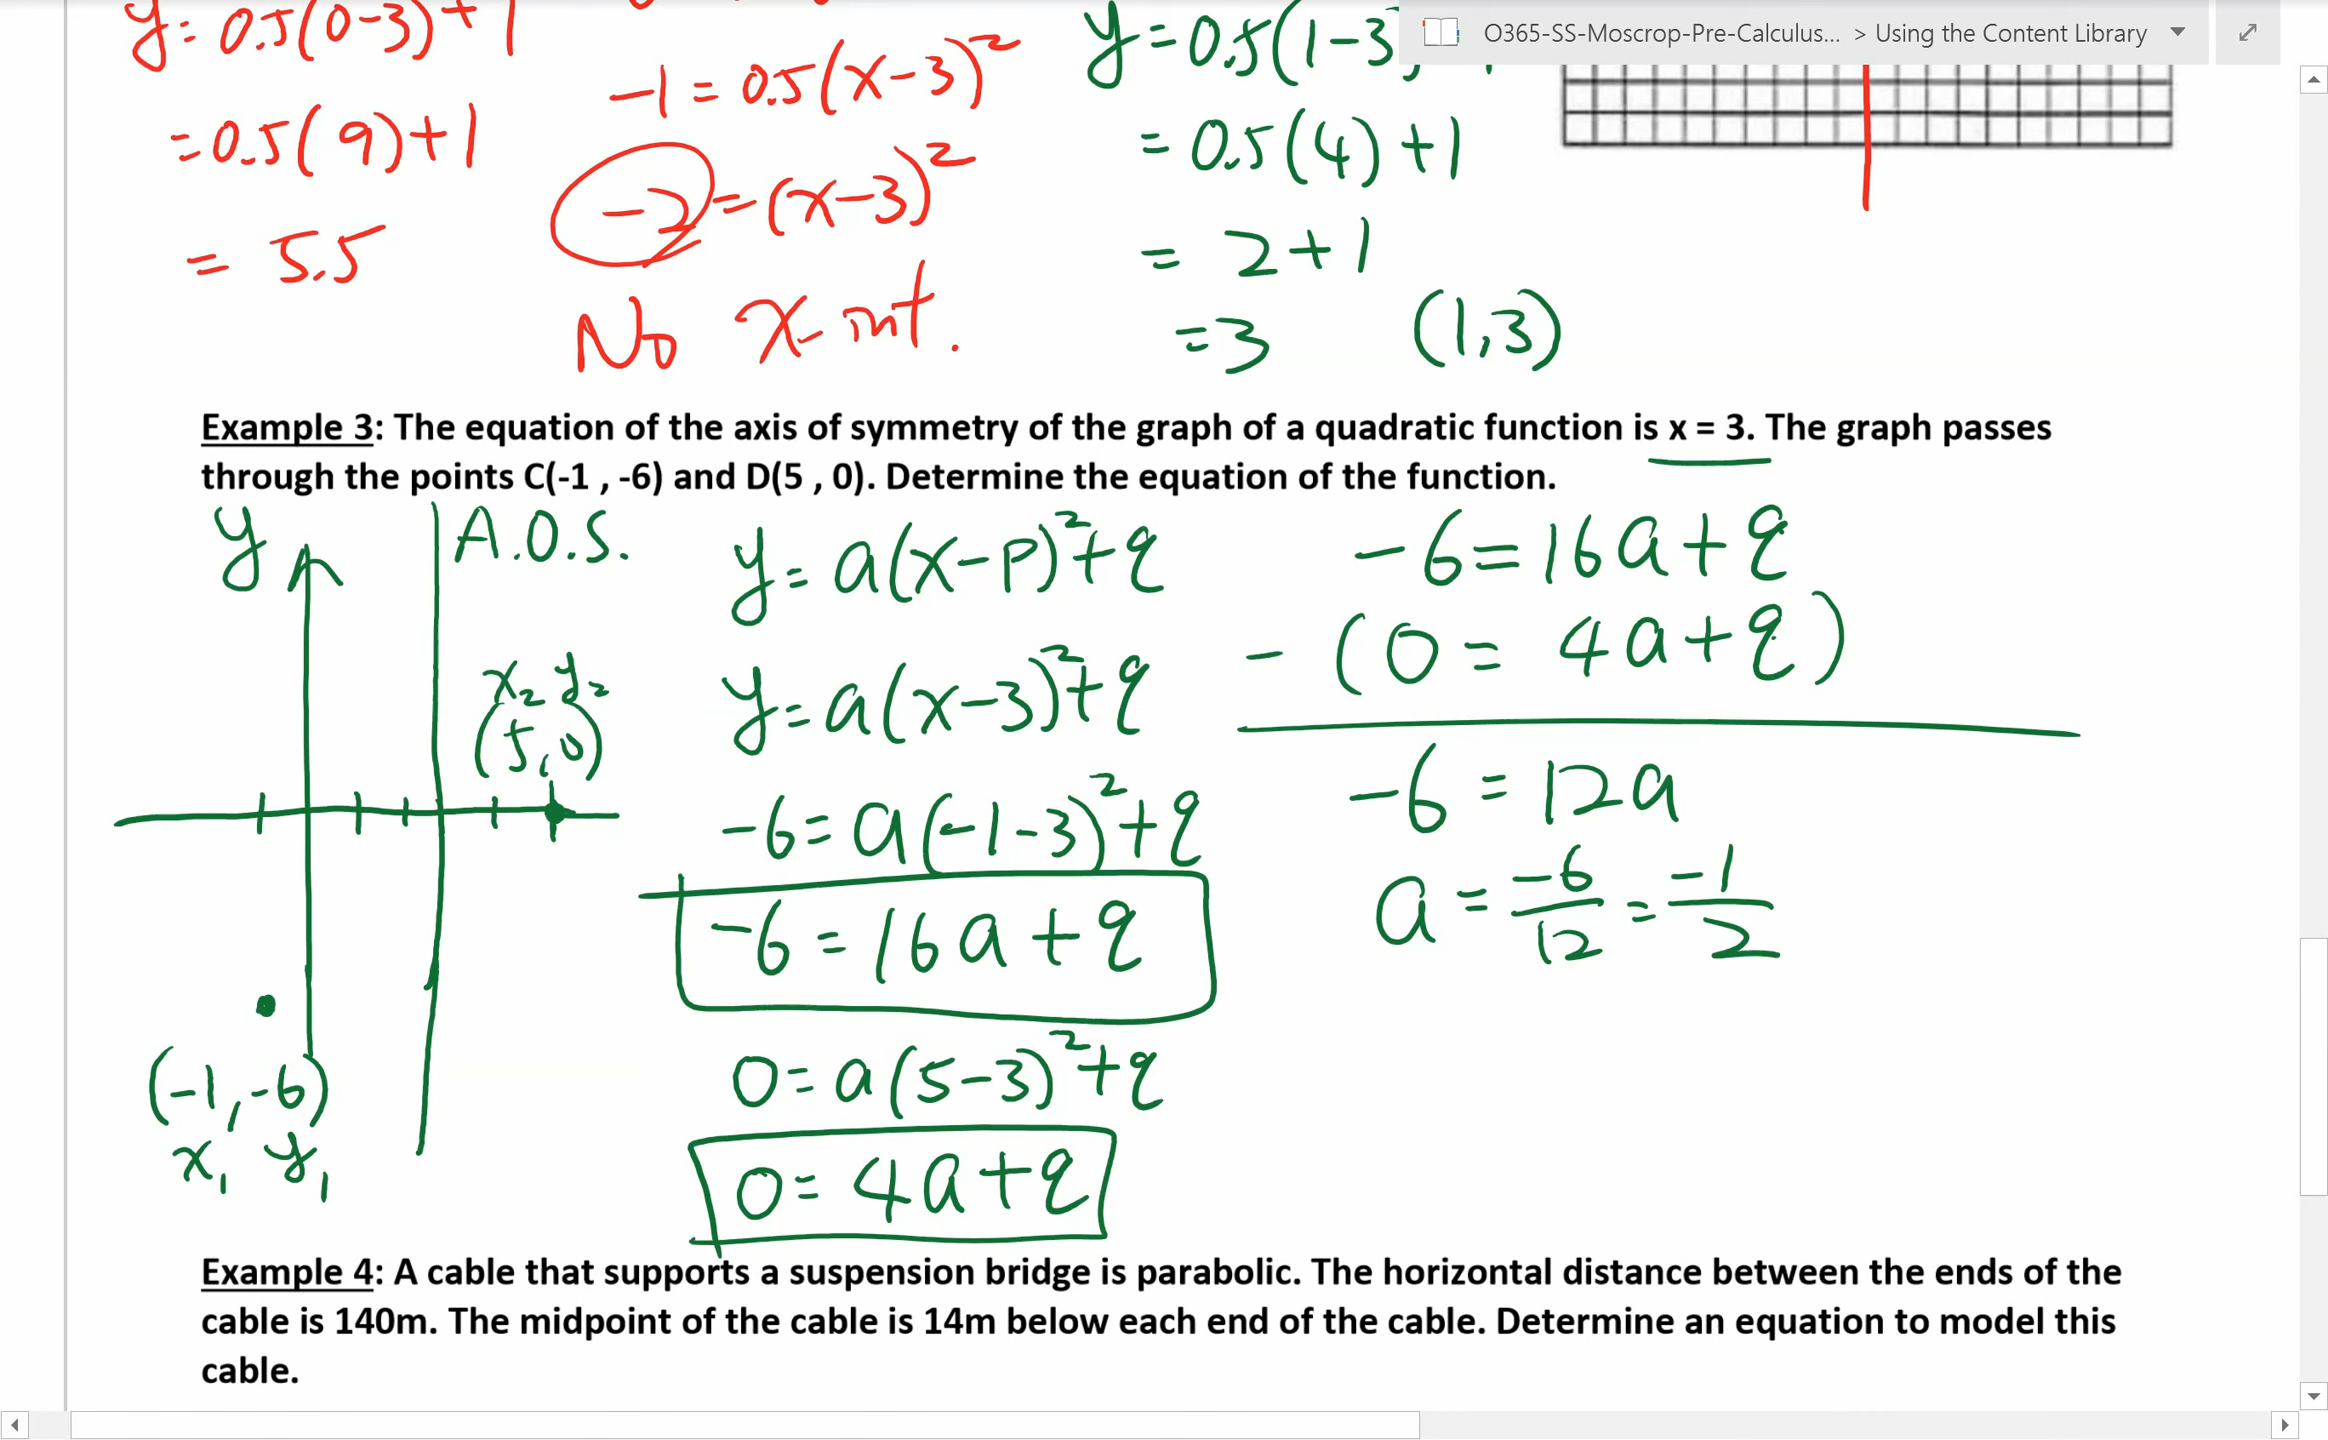 O365-SS-Moscrop-Pre-Calculus... > Using the Content Library
y = 0.5(0-3) + 1
= 0.5(9)+1
= 5.5
-1 = 0.5(x-3)²
-2 = (x-3)²
No x-int.
y = 0.5(1-3)
= 0.5(4)+1
= 2+1
= 3 (1,3)
Example 3: The equation of the axis of symmetry of the graph of a quadratic function is x = 3. The graph passes
through the points C(-1 , -6) and D(5 , 0). Determine the equation of the function.
y
A.O.S.
x₂ y₂
(5,0)
(-1,-6)
x₁ y₁
y = a(x-p)²+q
y = a(x-3)²+q
-6 = a(-1-3)²+q
-6 = 16a+q
0 = a(5-3)²+q
0 = 4a+q
-6 = 16a+q
- (0 = 4a+q)
-6 = 12a
a = -6/12 = -1/2
Example 4: A cable that supports a suspension bridge is parabolic. The horizontal distance between the ends of the
cable is 140m. The midpoint of the cable is 14m below each end of the cable. Determine an equation to model this
cable.